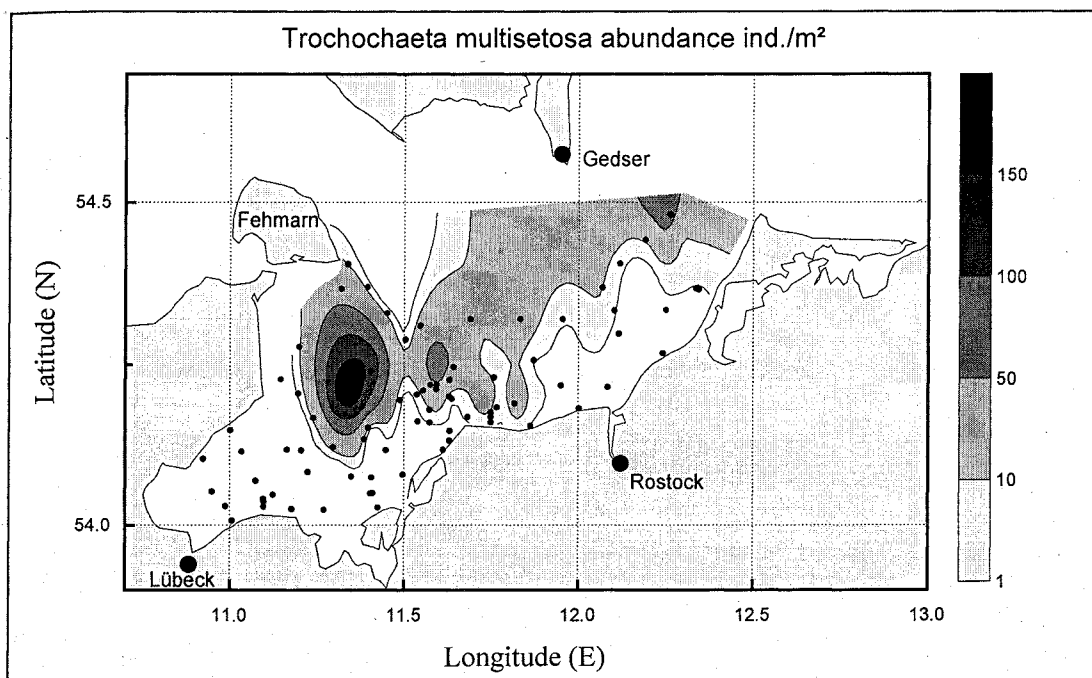 Trochochaeta multisetosa abundance ind./m²
Gedser
Fehmarn
Rostock
Lübeck
54.5
54.0
Latitude (N)
11.0 11.5 12.0 12.5 13.0
Longitude (E)
150
100
50
10
1